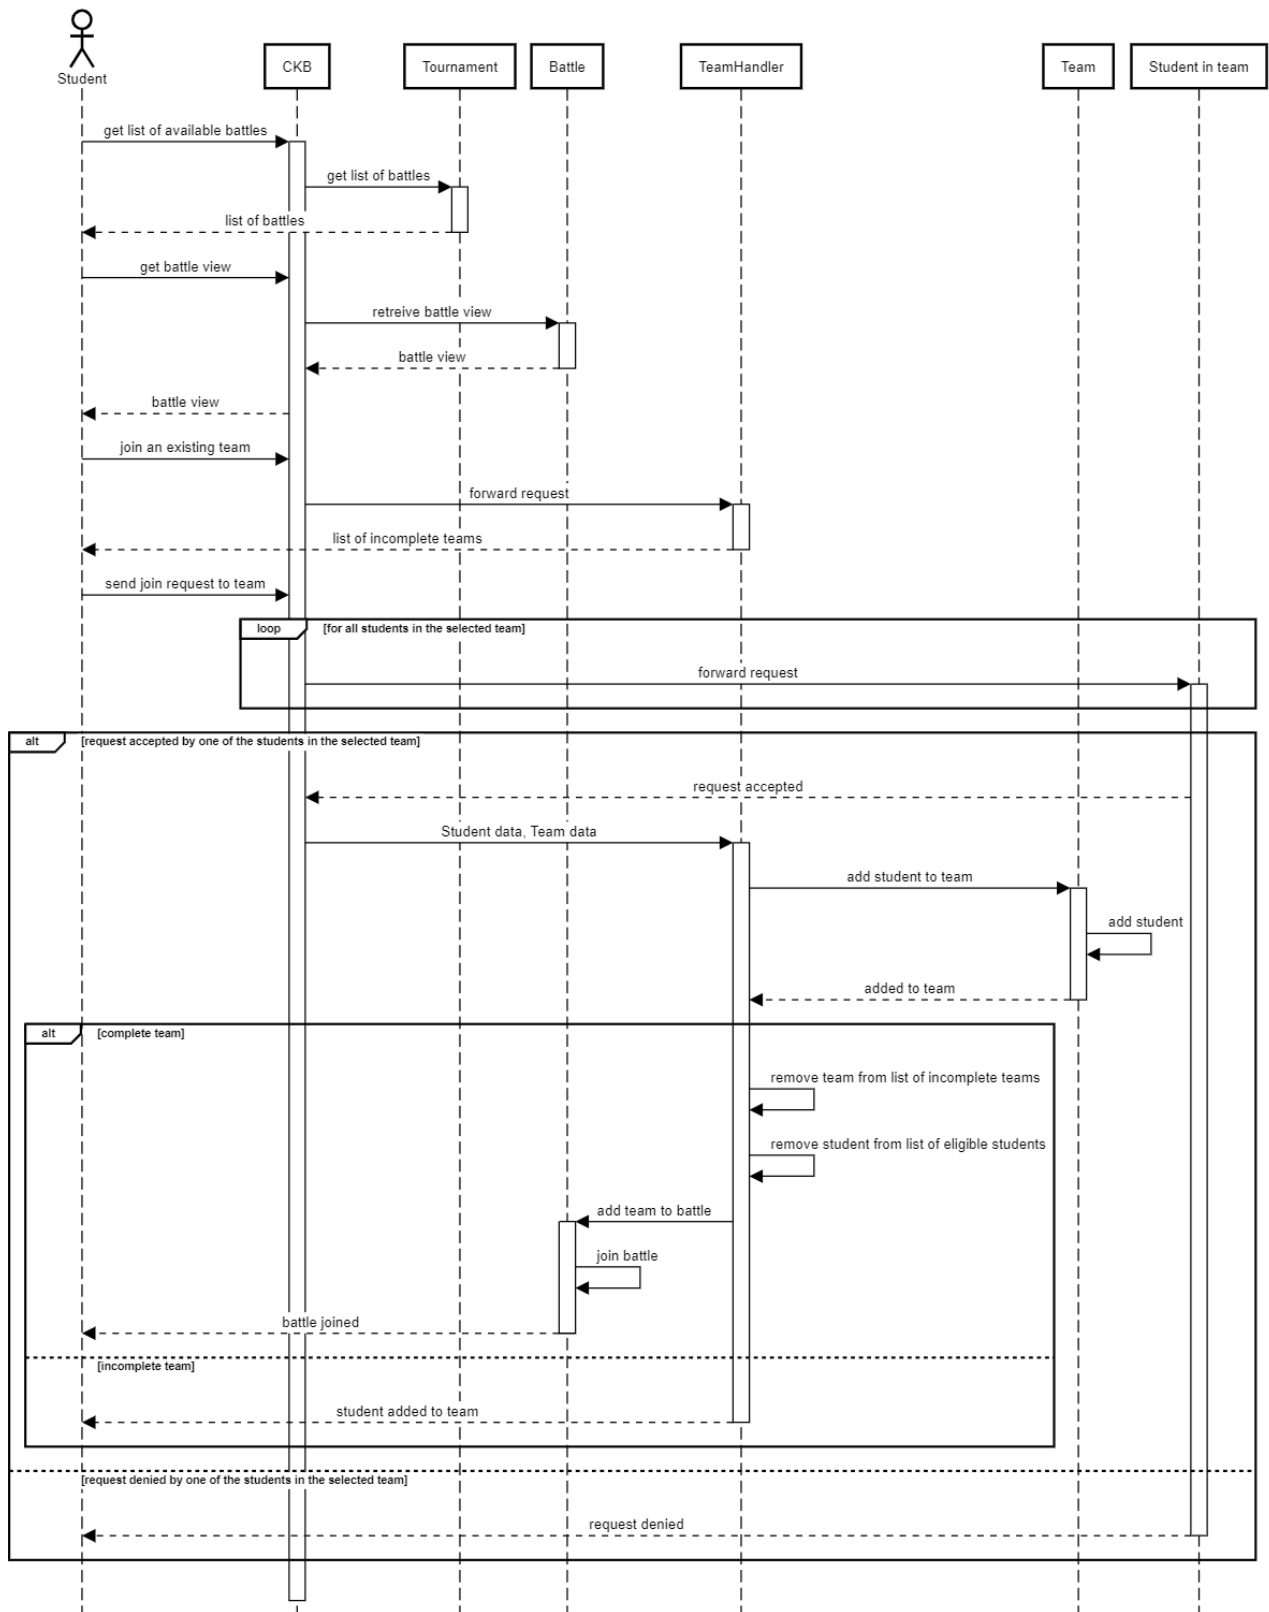 Student
CKB
Tournament
Battle
TeamHandler
Team
Student in team
get list of available battles
get list of battles
list of battles
get battle view
retreive battle view
battle view
battle view
join an existing team
forward request
list of incomplete teams
send join request to team
loop [for all students in the selected team]
forward request
alt [request accepted by one of the students in the selected team]
request accepted
Student data, Team data
add student to team
add student
added to team
alt [complete team]
remove team from list of incomplete teams
remove student from list of eligible students
add team to battle
join battle
battle joined
[incomplete team]
student added to team
[request denied by one of the students in the selected team]
request denied